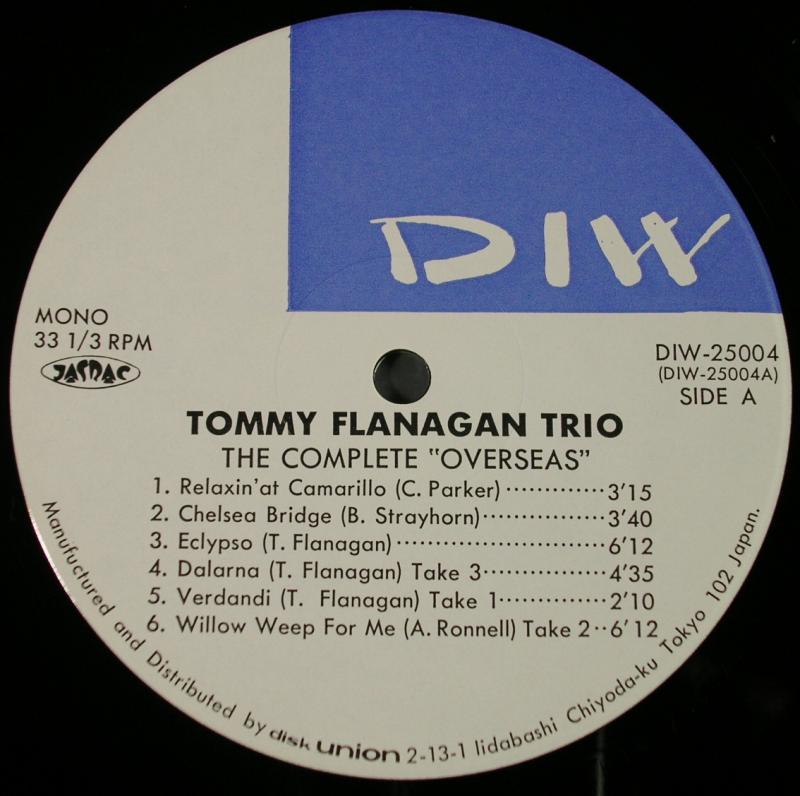 DIW
MONO
33 1/3 RPM
JASRAC
DIW-25004
(DIW-25004A)
SIDE A
TOMMY FLANAGAN TRIO
THE COMPLETE "OVERSEAS"
1. Relaxin'at Camarillo (C. Parker)·············3'15
2. Chelsea Bridge (B. Strayhorn)··············3'40
3. Eclypso (T. Flanagan)·······················6'12
4. Dalarna (T. Flanagan) Take 3··············4'35
5. Verdandi (T. Flanagan) Take 1············2'10
6. Willow Weep For Me (A. Ronnell) Take 2··6'12
Manufuctured and Distributed by disk union 2-13-1 Iidabashi Chiyoda-ku Tokyo 102 Japan.